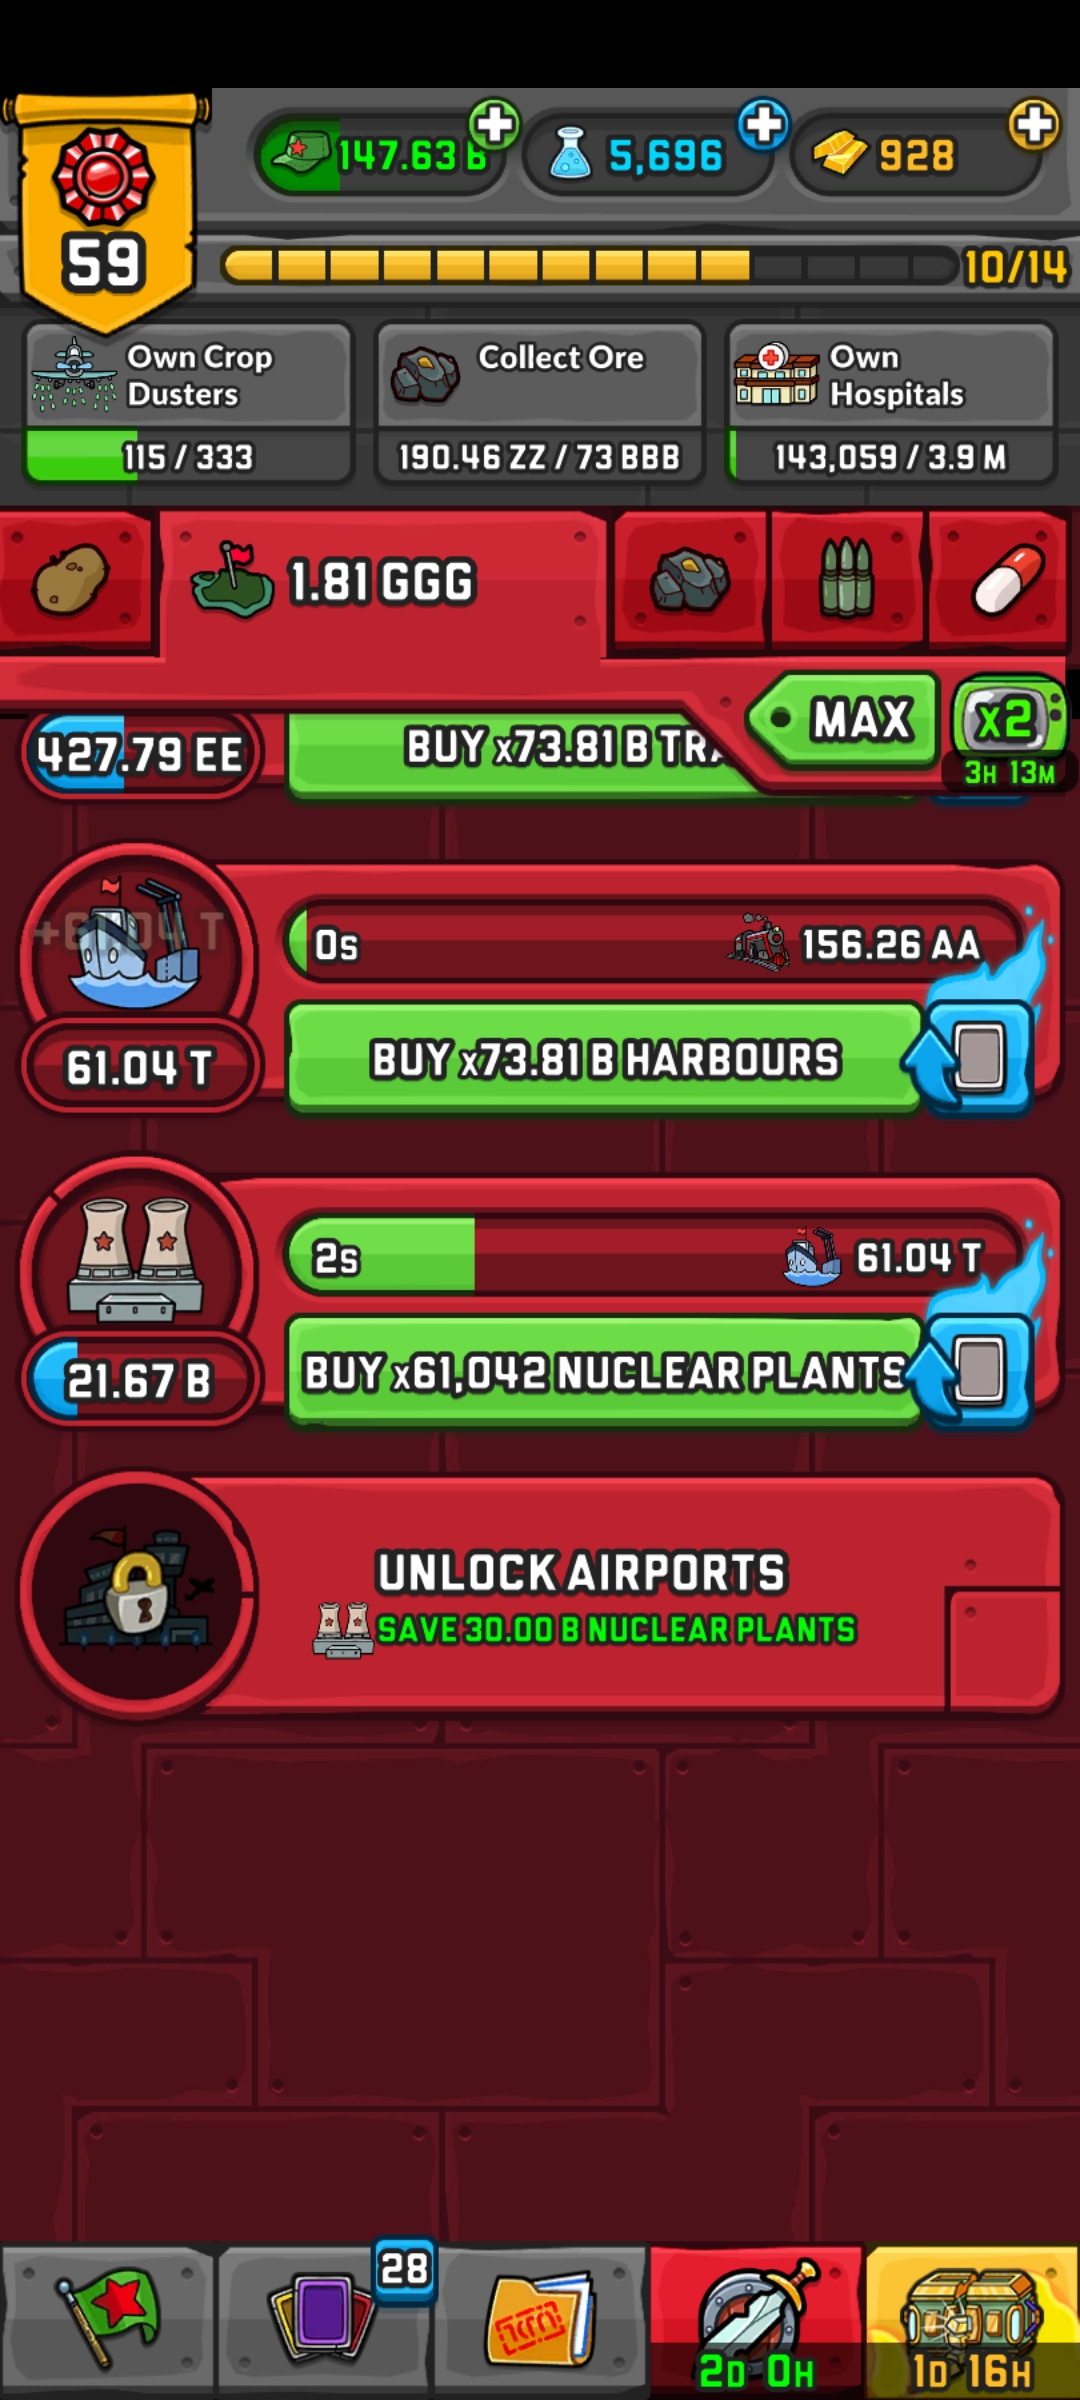 147.63 B
5,696
928
59
10/14
Own Crop
Dusters
115 / 333
Collect Ore
190.46 ZZ / 73 BBB
Own
Hospitals
143,059 / 3.9 M
1.81 GGG
MAX
x2
3H 13M
427.79 EE
BUY x73.81 B
+61.04 T
0s
156.26 AA
61.04 T
BUY x73.81 B HARBOURS
2s
61.04 T
21.67 B
BUY x61,042 NUCLEAR PLANTS
UNLOCK AIRPORTS
SAVE 30.00 B NUCLEAR PLANTS
28
2D 0H
1D 16H